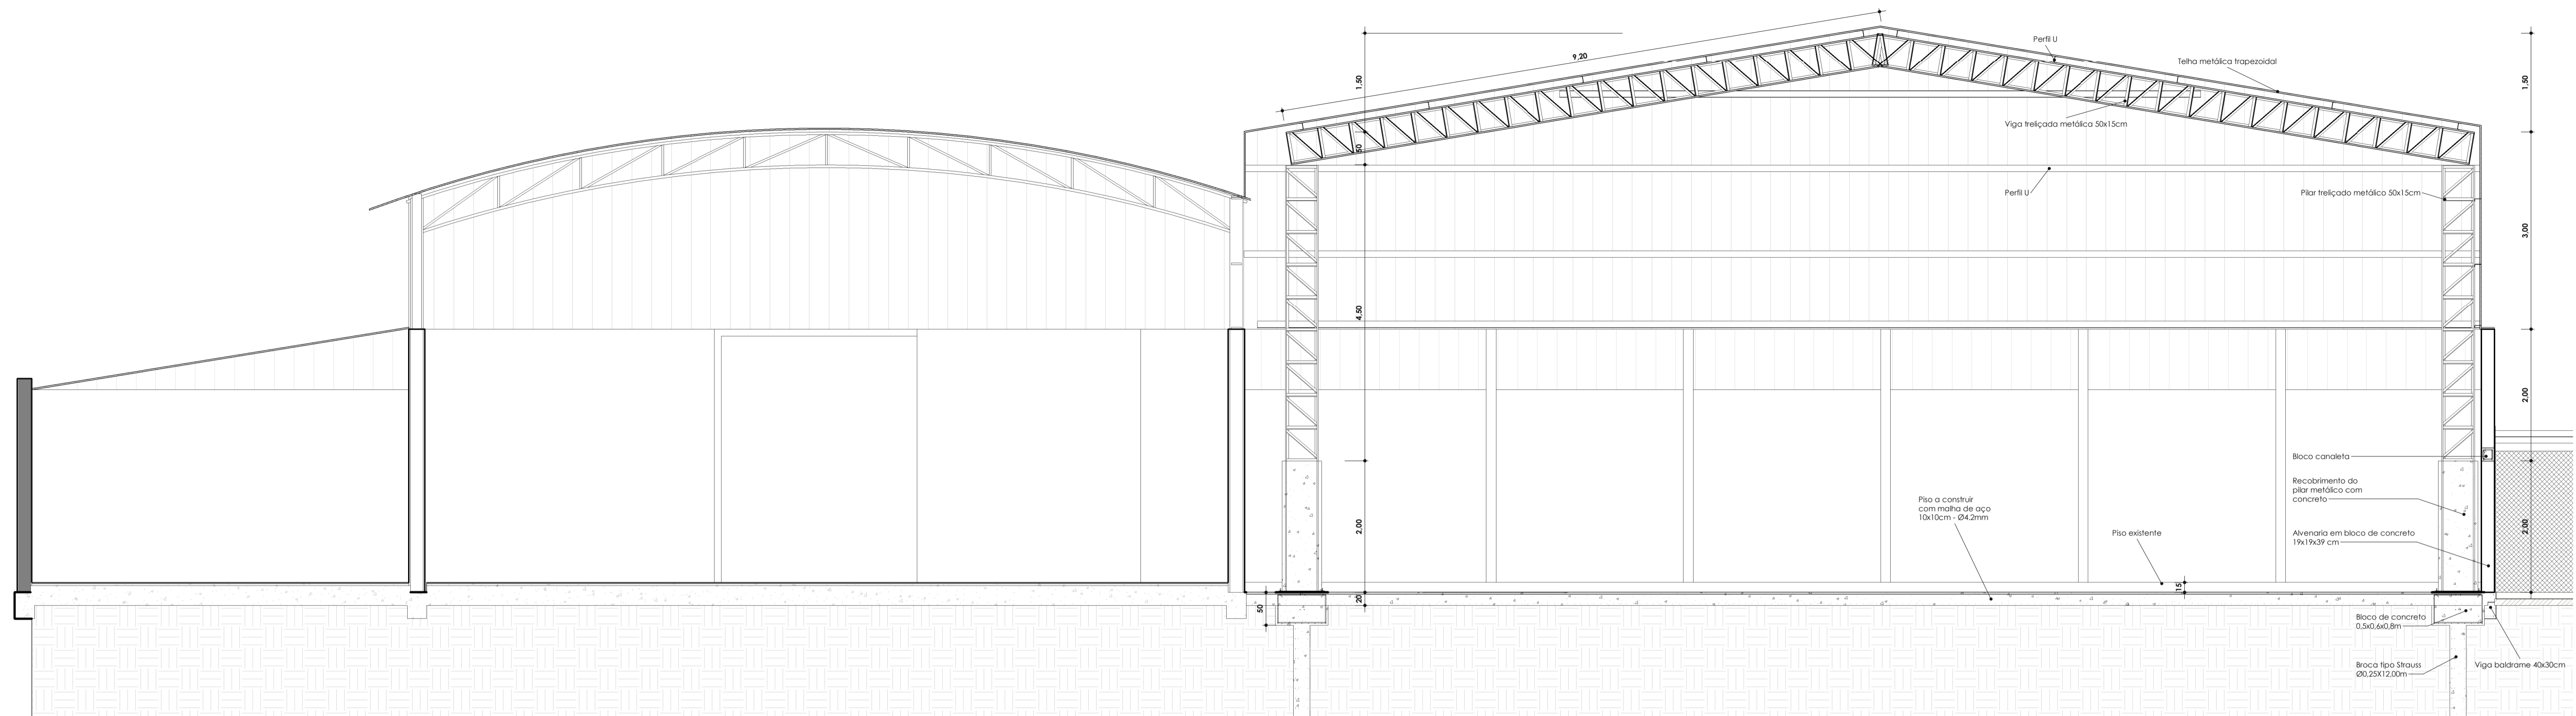 9,20
1,50
50
4,50
2,00
20
50
Perfil U
Telha metálica trapezoidal
Viga treliçada metálica 50x15cm
Perfil U
Pilar treliçado metálico 50x15cm
1,50
3,00
2,00
2,00
Bloco canaleta
Recobrimento do
pilar metálico com
concreto
Piso a construir
com malha de aço
10x10cm - Ø4.2mm
Piso existente
15
Alvenaria em bloco de concreto
19x19x39 cm
Bloco de concreto
0,5x0,6x0,8m
Broca tipo Strauss
Ø0,25X12,00m
Viga baldrame 40x30cm